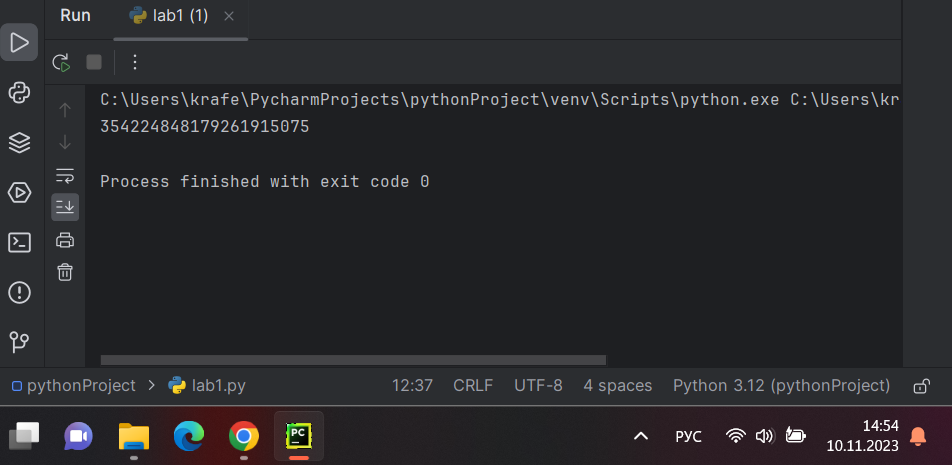 Run lab1 (1)
C:\Users\krafe\PycharmProjects\pythonProject\venv\Scripts\python.exe C:\Users\kr
354224848179261915075
Process finished with exit code 0
pythonProject > lab1.py 12:37 CRLF UTF-8 4 spaces Python 3.12 (pythonProject)
PC
РУС
14:54
10.11.2023